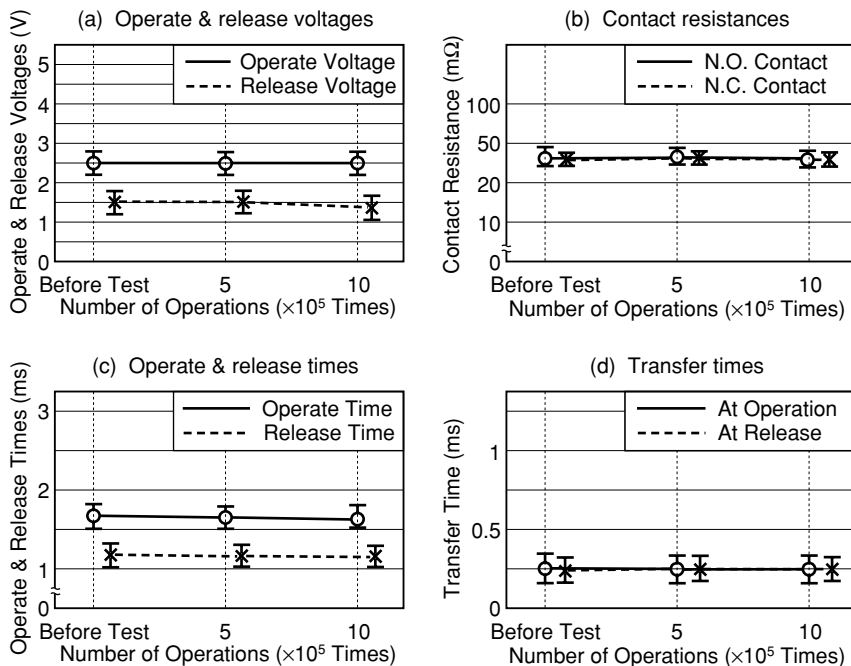 (a) Operate & release voltages
Operate & Release Voltages (V)
5
4
3
2
1
0
Operate Voltage
Release Voltage
Before Test
5
10
Number of Operations (×10⁵ Times)
(b) Contact resistances
Contact Resistance (mΩ)
100
50
20
10
0
N.O. Contact
N.C. Contact
Before Test
5
10
Number of Operations (×10⁵ Times)
(c) Operate & release times
Operate & Release Times (ms)
3
2
1
0
Operate Time
Release Time
Before Test
5
10
Number of Operations (×10⁵ Times)
(d) Transfer times
Transfer Time (ms)
1
0.5
0
At Operation
At Release
Before Test
5
10
Number of Operations (×10⁵ Times)